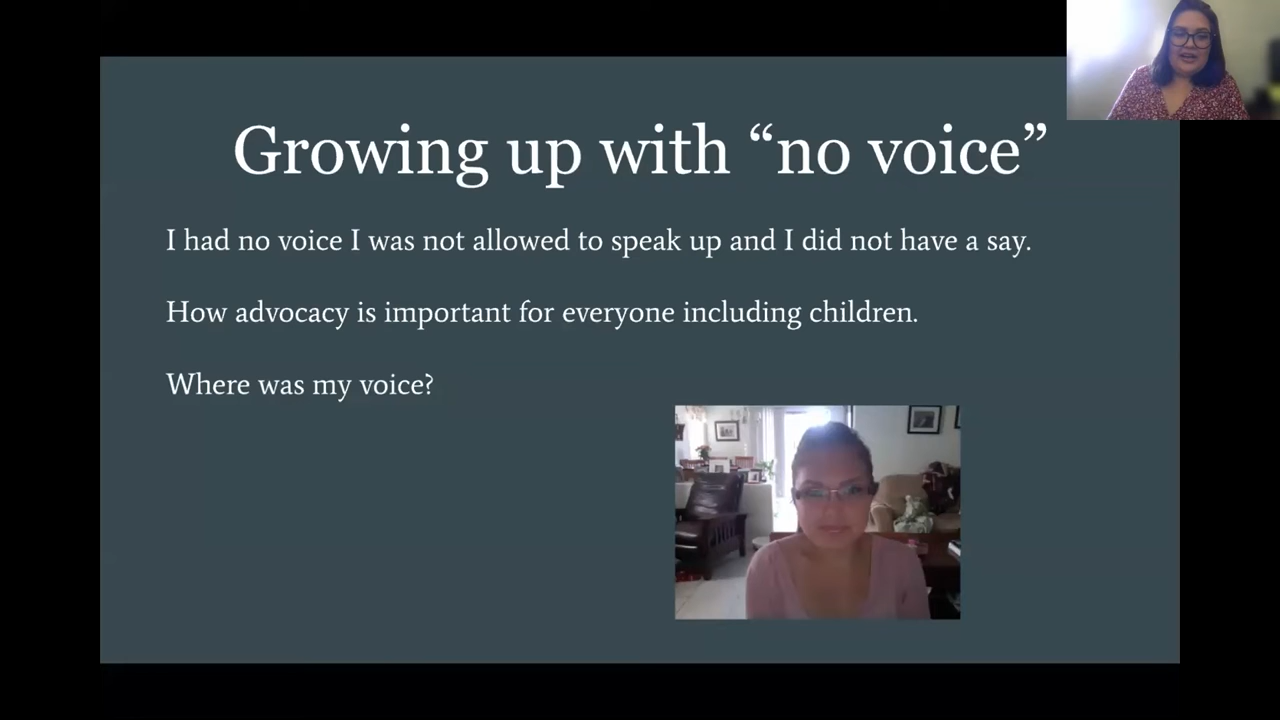 Growing up with “no voice”
I had no voice I was not allowed to speak up and I did not have a say.
How advocacy is important for everyone including children.
Where was my voice?